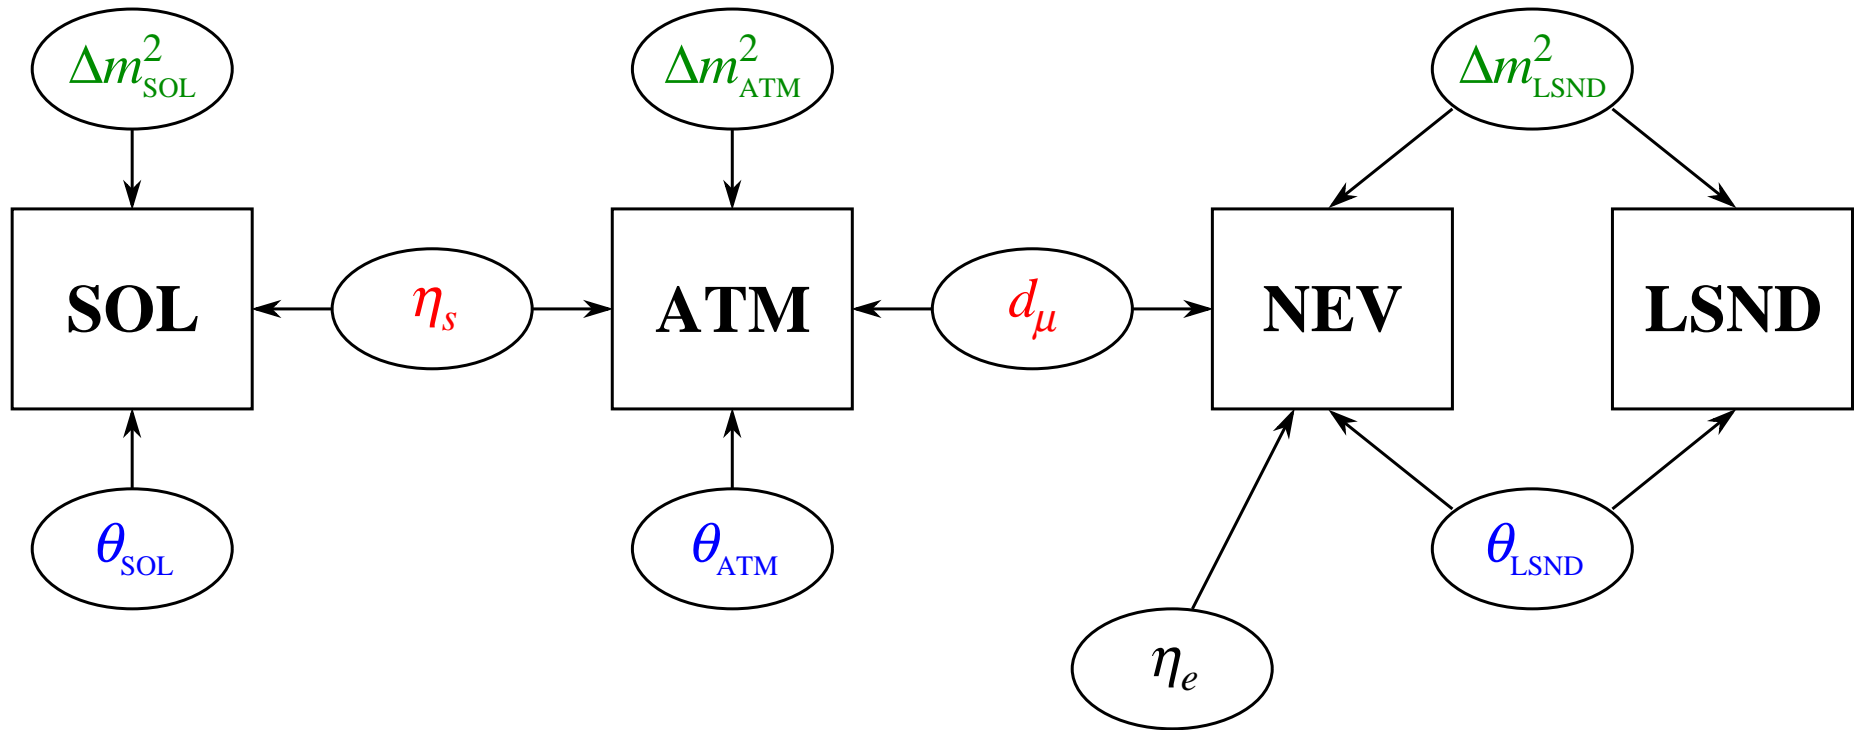 Δm²SOL Δm²ATM Δm²LSND
SOL ηs ATM dμ NEV LSND
θSOL θATM θLSND
ηe